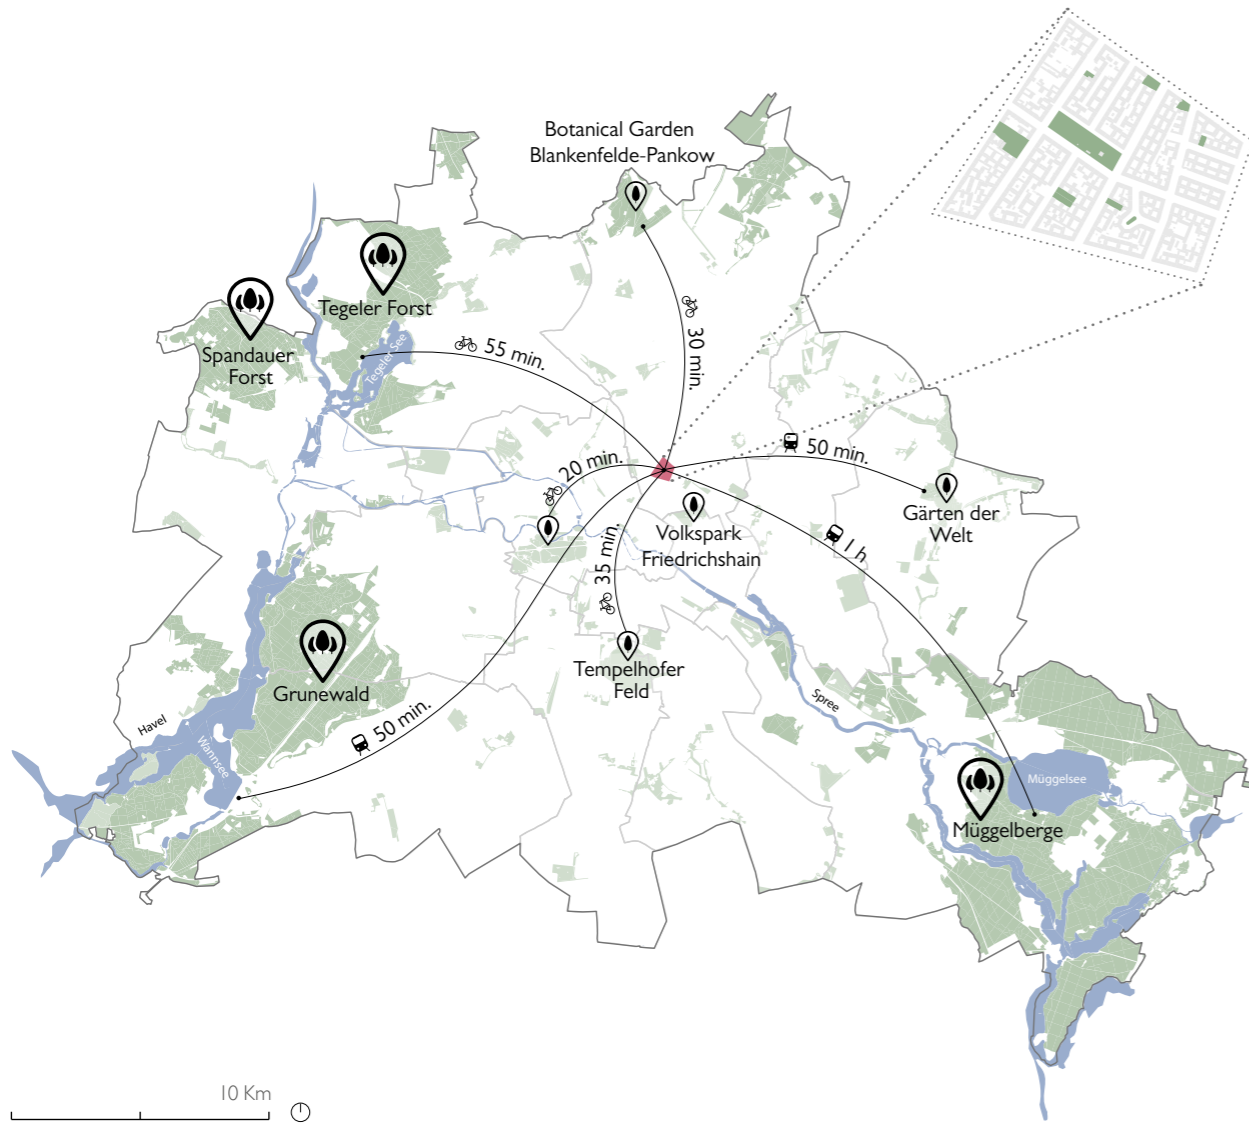 Botanical Garden
Blankenfelde-Pankow
Tegeler Forst
Spandauer
Forst
Tegeler See
55 min.
30 min.
20 min.
50 min.
Gärten der
Welt
Volkspark
Friedrichshain
1 h
35 min.
Tempelhofer
Feld
Grunewald
50 min.
Havel
Wannsee
Spree
Müggelsee
Müggelberge
10 Km